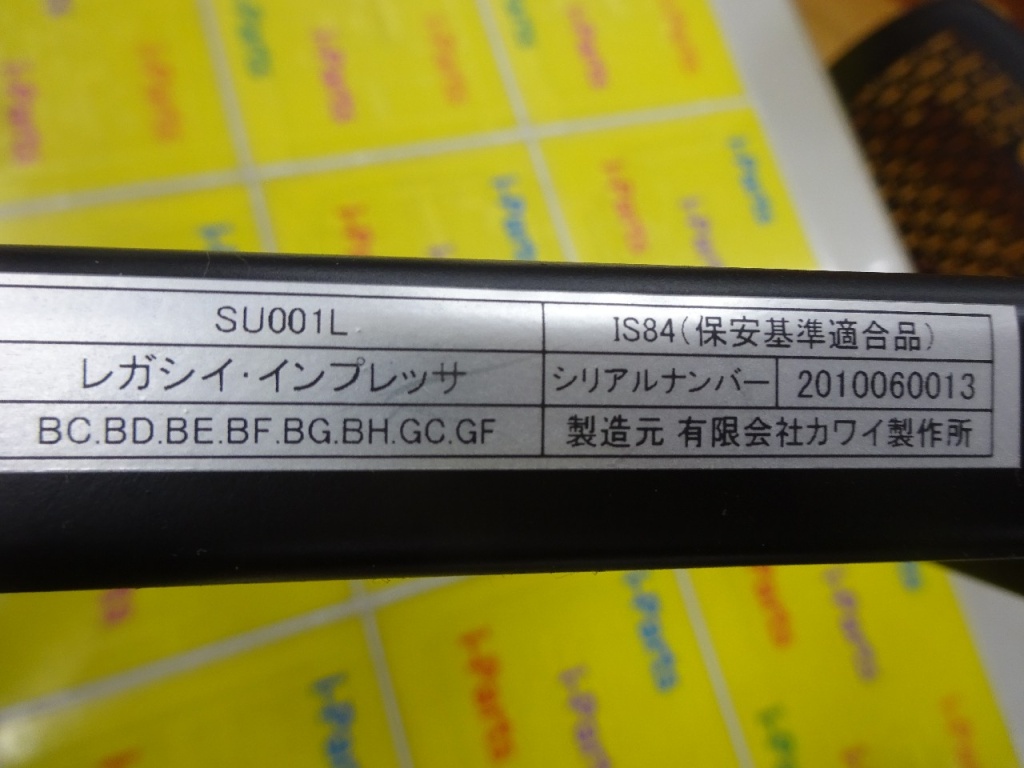 SU001L
IS84(保安基準適合品)
レガシイ・インプレッサ
シリアルナンバー 2010060013
BC.BD.BE.BF.BG.BH.GC.GF
製造元 有限会社カワイ製作所